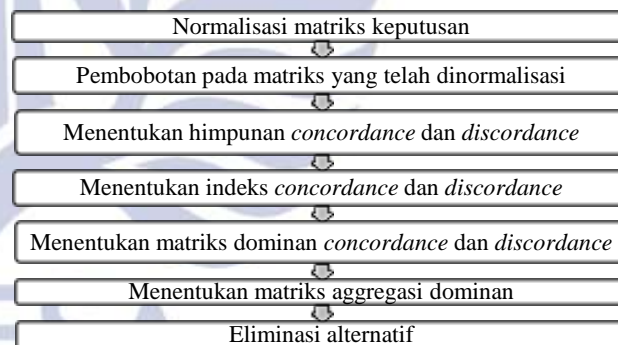 Normalisasi matriks keputusan
Pembobotan pada matriks yang telah dinormalisasi
Menentukan himpunan concordance dan discordance
Menentukan indeks concordance dan discordance
Menentukan matriks dominan concordance dan discordance
Menentukan matriks aggregasi dominan
Eliminasi alternatif